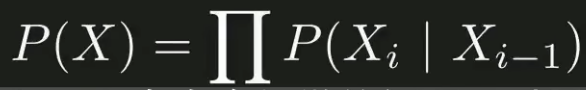 P(X) = ∏ P(X_i | X_{i−1})